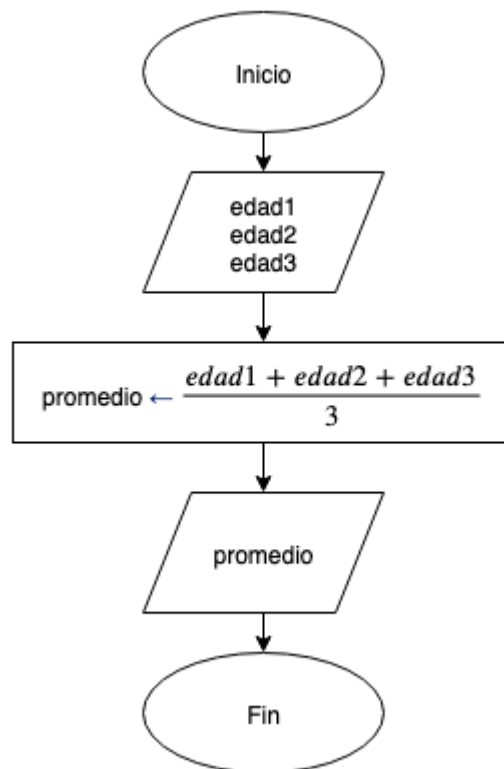 Inicio
edad1
edad2
edad3
promedio ← edad1 + edad2 + edad3
3
promedio
Fin